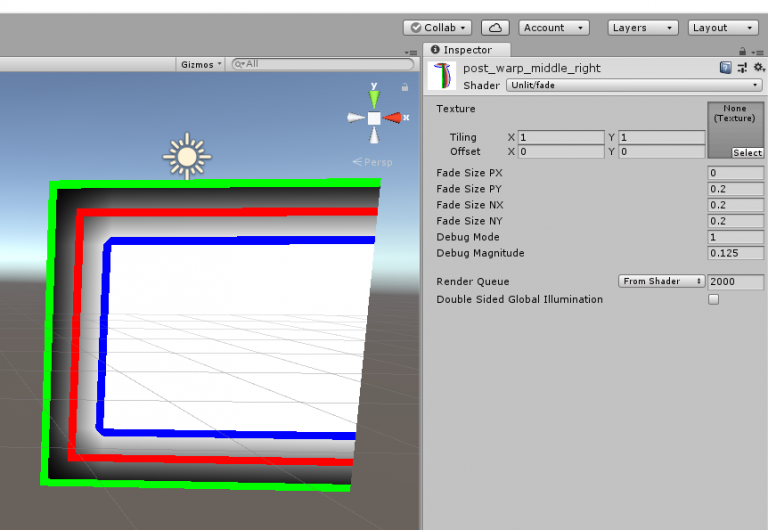 Collab Account Layers Layout
Gizmos All
Inspector
post_warp_middle_right
Shader Unlit/fade
y
x
Persp
Texture
None
(Texture)
Tiling X 1 Y 1
Offset X 0 Y 0
Select
Fade Size PX 0
Fade Size PY 0.2
Fade Size NX 0.2
Fade Size NY 0.2
Debug Mode 1
Debug Magnitude 0.125
Render Queue From Shader 2000
Double Sided Global Illumination